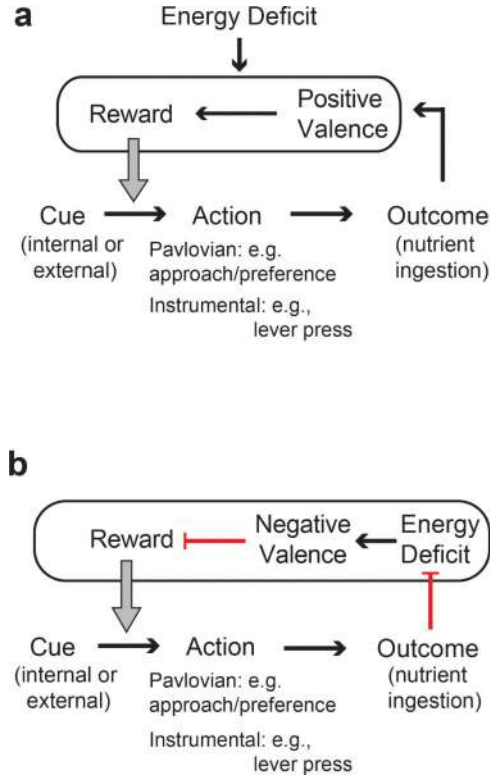 a
Energy Deficit
Reward
Positive
Valence
Cue
(internal or
external)
Action
Pavlovian: e.g.
approach/preference
Instrumental: e.g.,
lever press
Outcome
(nutrient
ingestion)
b
Reward
Negative
Valence
Energy
Deficit
Cue
(internal or
external)
Action
Pavlovian: e.g.
approach/preference
Instrumental: e.g.,
lever press
Outcome
(nutrient
ingestion)